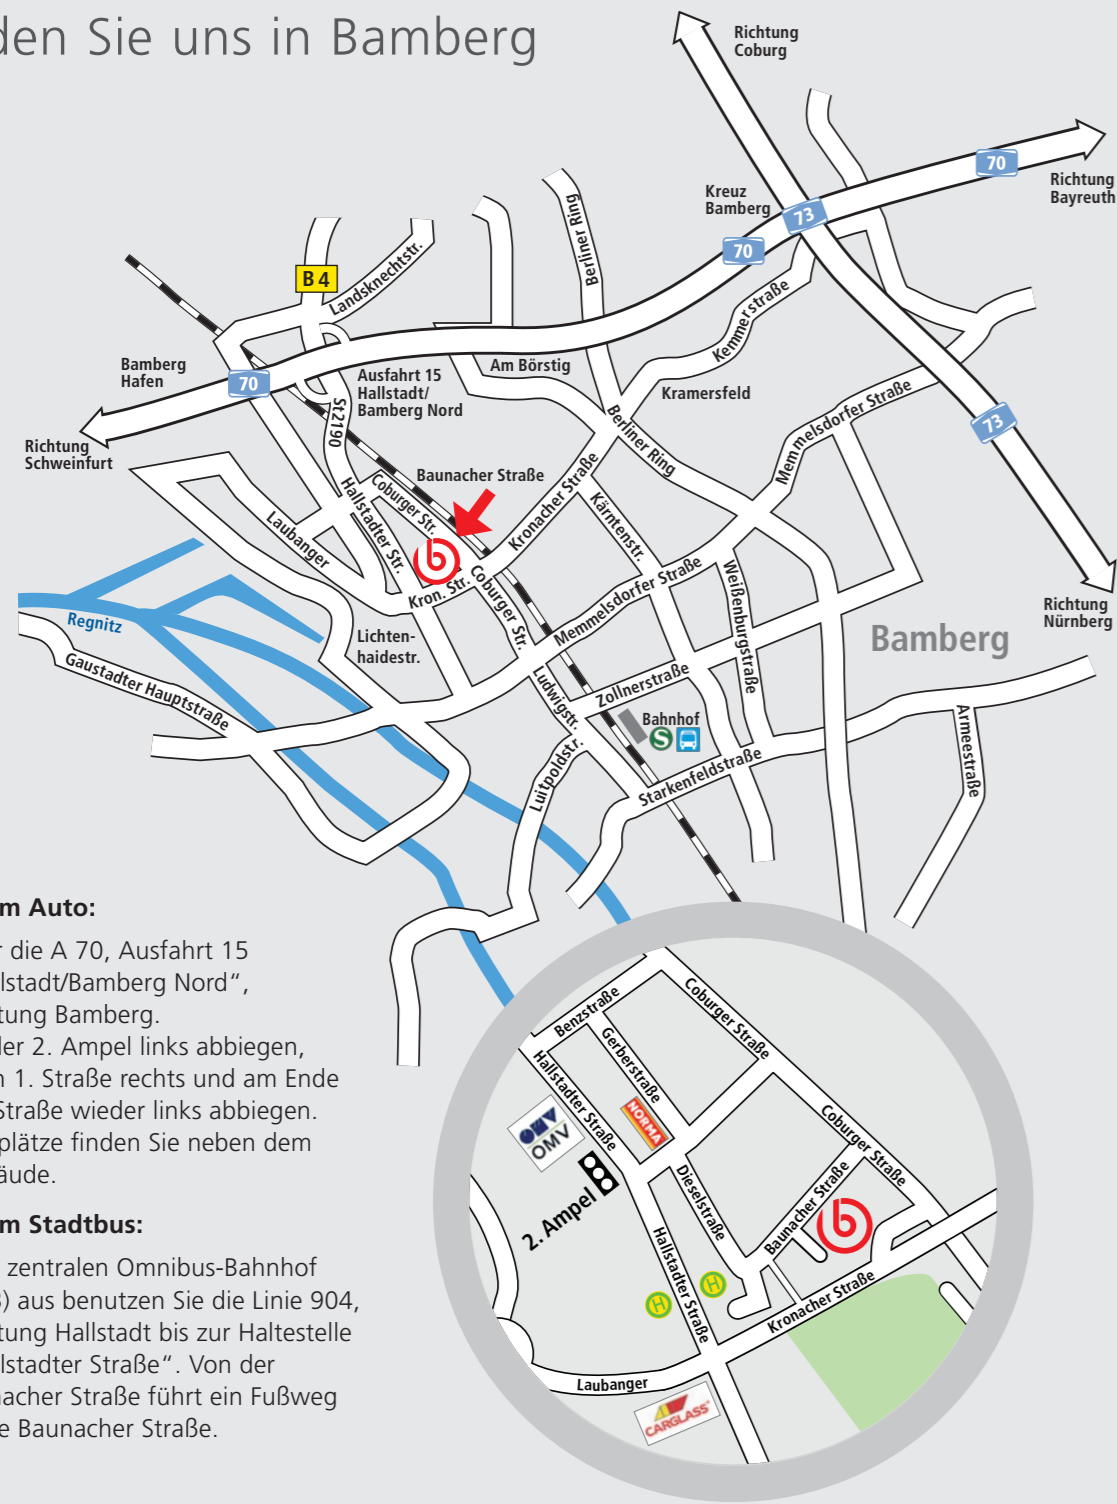 den Sie uns in Bamberg
Richtung
Coburg
70
Richtung
Bayreuth
Kreuz
Bamberg
73
70
Berliner Ring
B 4
Landsknechtstr.
Kemmerstraße
Bamberg
Hafen
70
Ausfahrt 15
Hallstadt/
Bamberg Nord
Am Börstig
Kramersfeld
Memmelsdorfer Straße
73
St2190
Berliner Ring
Richtung
Schweinfurt
Baunacher Straße
Coburger Str.
Kronacher Straße
Hallstadter Str.
Kärntenstr.
Laubanger
b
Kron. Str.
Coburger Str.
Memmelsdorfer Straße
Weißenburgstraße
Richtung
Nürnberg
Regnitz
Lichten-
haidestr.
Bamberg
Gaustadter Hauptstraße
Ludwigstr.
Zollnerstraße
Bahnhof
S
Armeestraße
Luitpoldstr.
Starkenfeldstraße
m Auto:
r die A 70, Ausfahrt 15
lstadt/Bamberg Nord“,
tung Bamberg.
der 2. Ampel links abbiegen,
n 1. Straße rechts und am Ende
Straße wieder links abbiegen.
plätze finden Sie neben dem
äude.
m Stadtbus:
zentralen Omnibus-Bahnhof
B) aus benutzen Sie die Linie 904,
tung Hallstadt bis zur Haltestelle
lstadter Straße“. Von der
nacher Straße führt ein Fußweg
e Baunacher Straße.
Benzstraße
Coburger Straße
Gerberstraße
Hallstadter Straße
OMV
OMV
NORMA
Coburger Straße
2. Ampel
Dieselstraße
Baunacher Straße
b
Hallstadter Straße
H
H
Kronacher Straße
Laubanger
CARGLASS